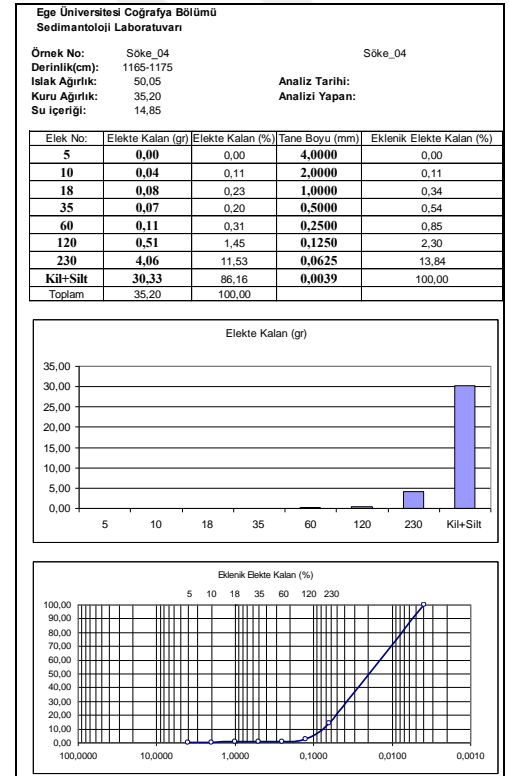 Ege Üniversitesi Coğrafya Bölümü
Sedimantoloji Laboratuvarı
Örnek No: Söke_04 Söke_04
Derinlik(cm): 1165-1175
Islak Ağırlık: 50,05 Analiz Tarihi:
Kuru Ağırlık: 35,20 Analizi Yapan:
Su içeriği: 14,85
Elek No: Elekte Kalan (gr) Elekte Kalan (%) Tane Boyu (mm) Eklenik Elekte Kalan (%)
5 0,00 0,00 4,0000 0,00
10 0,04 0,11 2,0000 0,11
18 0,08 0,23 1,0000 0,34
35 0,07 0,20 0,5000 0,54
60 0,11 0,31 0,2500 0,85
120 0,51 1,45 0,1250 2,30
230 4,06 11,53 0,0625 13,84
Kil+Silt 30,33 86,16 0,0039 100,00
Toplam 35,20 100,00
Elekte Kalan (gr)
35,00
30,00
25,00
20,00
15,00
10,00
5,00
0,00
5 10 18 35 60 120 230 Kil+Silt
Eklenik Elekte Kalan (%)
5 10 18 35 60 120 230
100,00
90,00
80,00
70,00
60,00
50,00
40,00
30,00
20,00
10,00
0,00
100,0000 10,0000 1,0000 0,1000 0,0100 0,0010